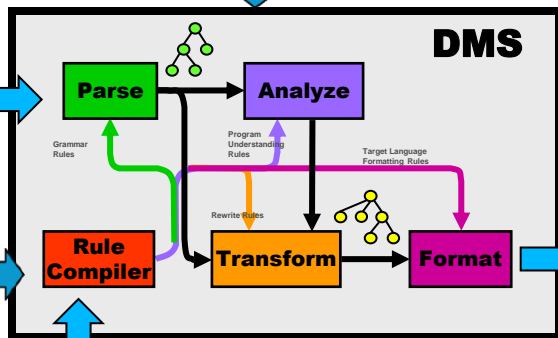 DMS
Parse
Analyze
Grammar
Rules
Program
Understanding
Rules
Target Language
Formatting Rules
Rewrite Rules
Rule
Compiler
Transform
Format